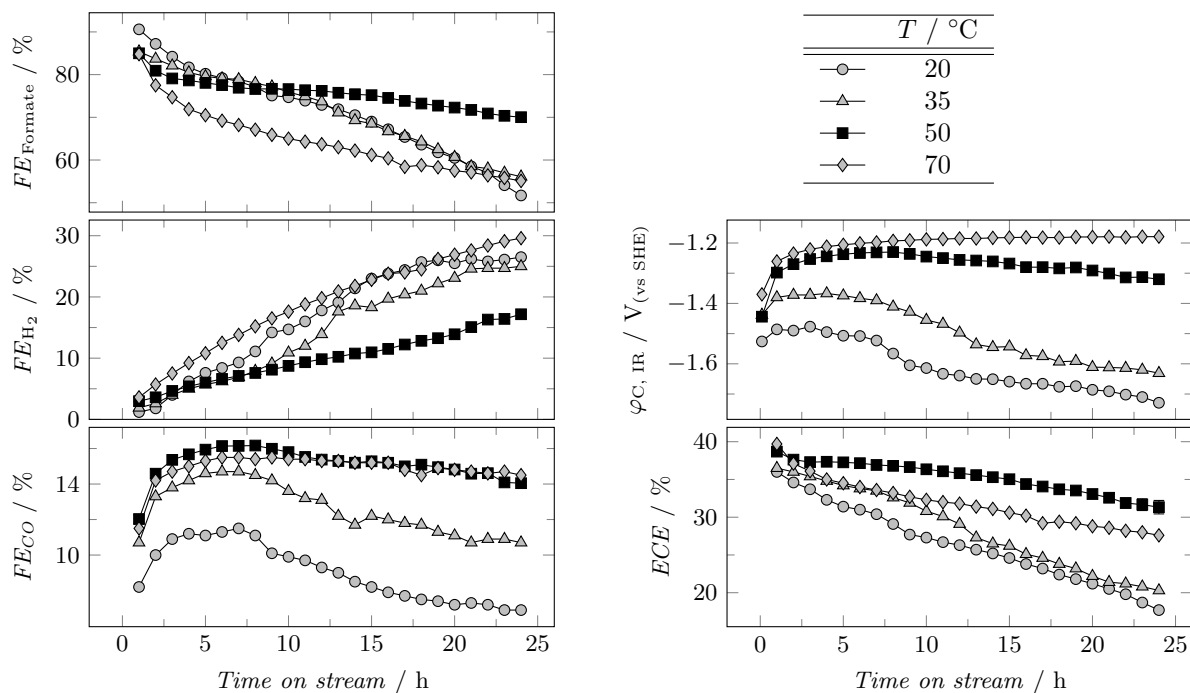 FE_Formate / %
80
60
FE_H2 / %
30
20
10
0
FE_CO / %
14
10
0 5 10 15 20 25
Time on stream / h
T / °C
20
35
50
70
φ_C, IR / V_(vs SHE)
−1.2
−1.4
−1.6
ECE / %
40
30
20
0 5 10 15 20 25
Time on stream / h